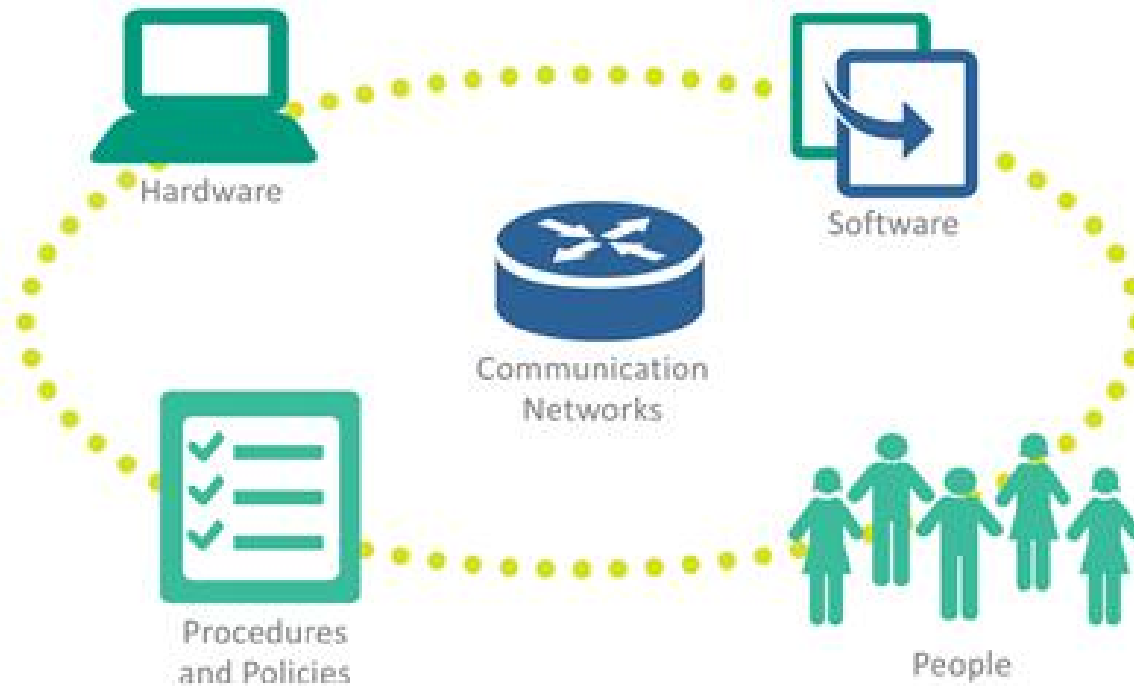 Hardware
Software
Communication
Networks
Procedures
and Policies
People